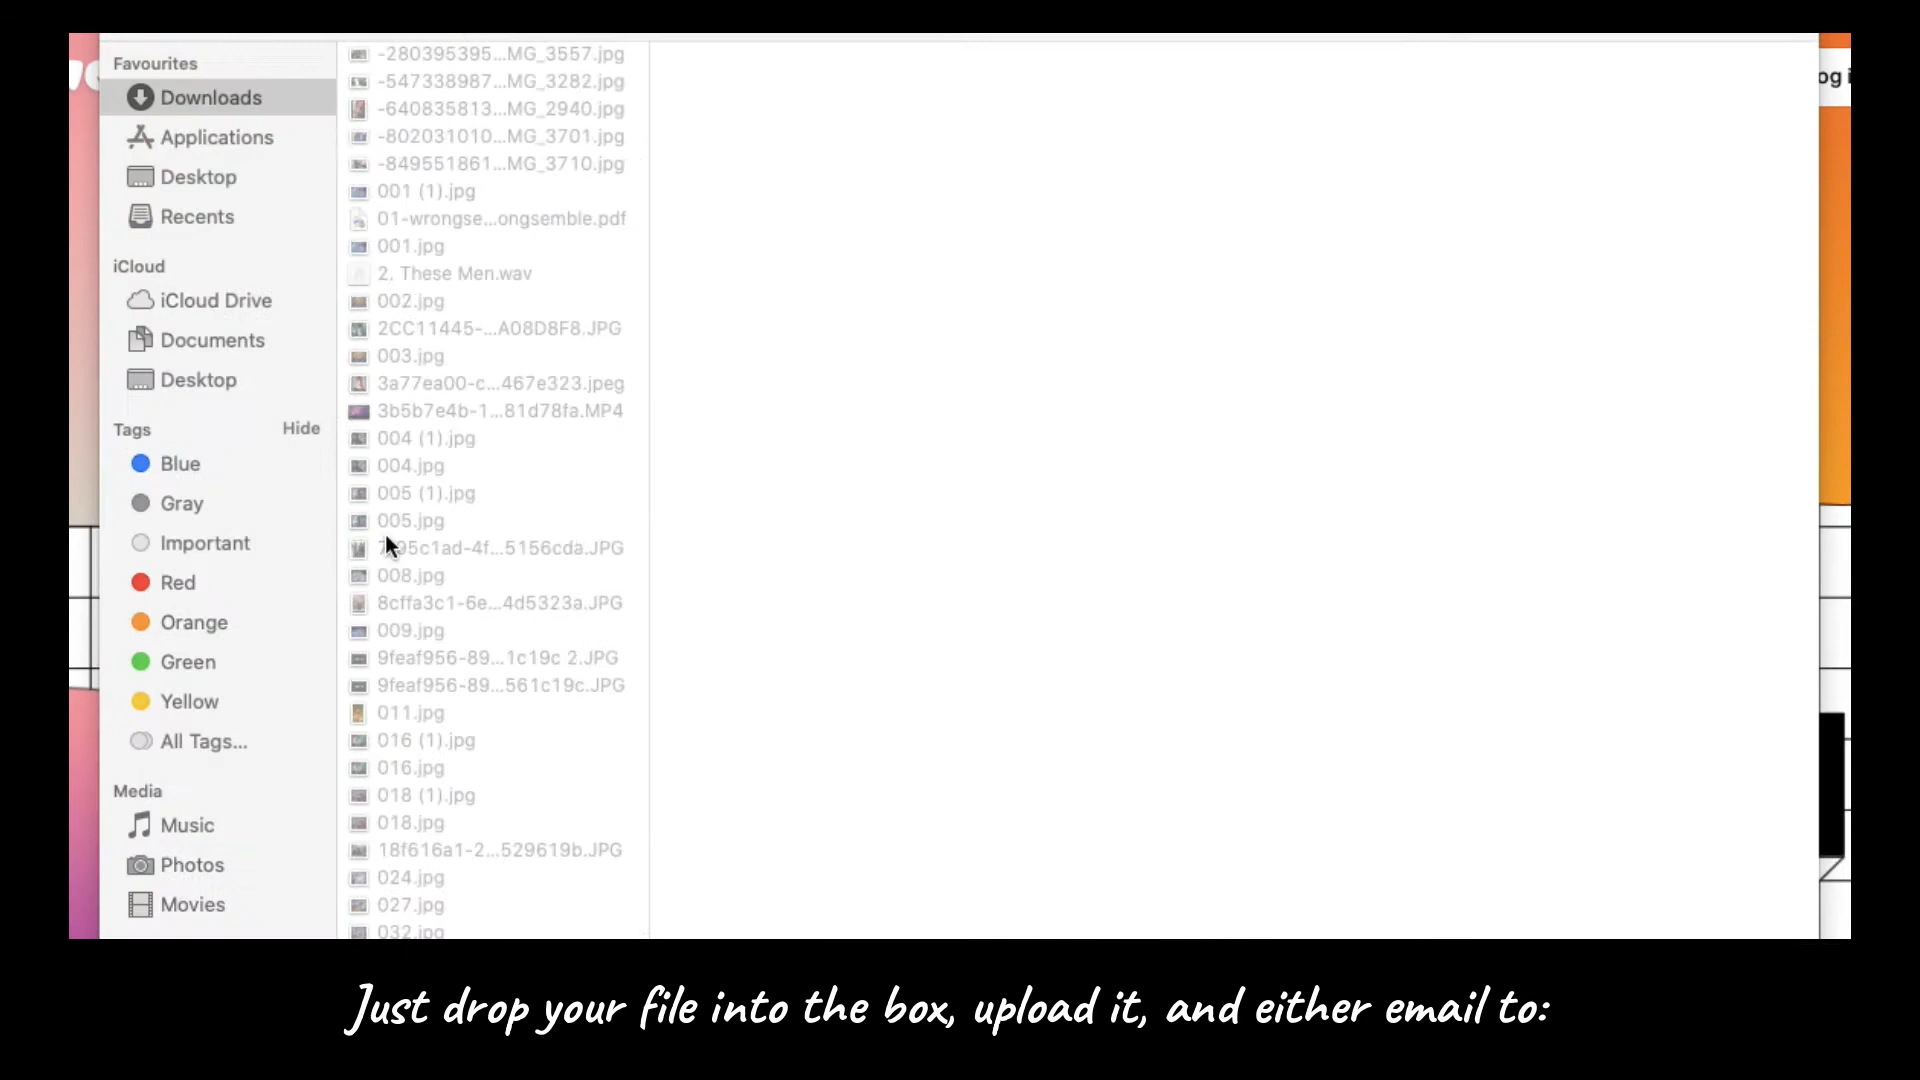 Favourites
Downloads
Applications
Desktop
Recents
iCloud
iCloud Drive
Documents
Desktop
Tags Hide
Blue
Gray
Important
Red
Orange
Green
Yellow
All Tags...
Media
Music
Photos
Movies
-280395395...MG_3557.jpg
-547338987...MG_3282.jpg
-640835813...MG_2940.jpg
-802031010...MG_3701.jpg
-849551861...MG_3710.jpg
001 (1).jpg
01-wrongse...ongsemble.pdf
001.jpg
2. These Men.wav
002.jpg
2CC11445-...A08D8F8.JPG
003.jpg
3a77ea00-c...467e323.jpeg
3b5b7e4b-1...81d78fa.MP4
004 (1).jpg
004.jpg
005 (1).jpg
005.jpg
95c1ad-4f...5156cda.JPG
008.jpg
8cffa3c1-6e...4d5323a.JPG
009.jpg
9feaf956-89...1c19c 2.JPG
9feaf956-89...561c19c.JPG
011.jpg
016 (1).jpg
016.jpg
018 (1).jpg
018.jpg
18f616a1-2...529619b.JPG
024.jpg
027.jpg
032.jpg
og i
Just drop your file into the box, upload it, and either email to: